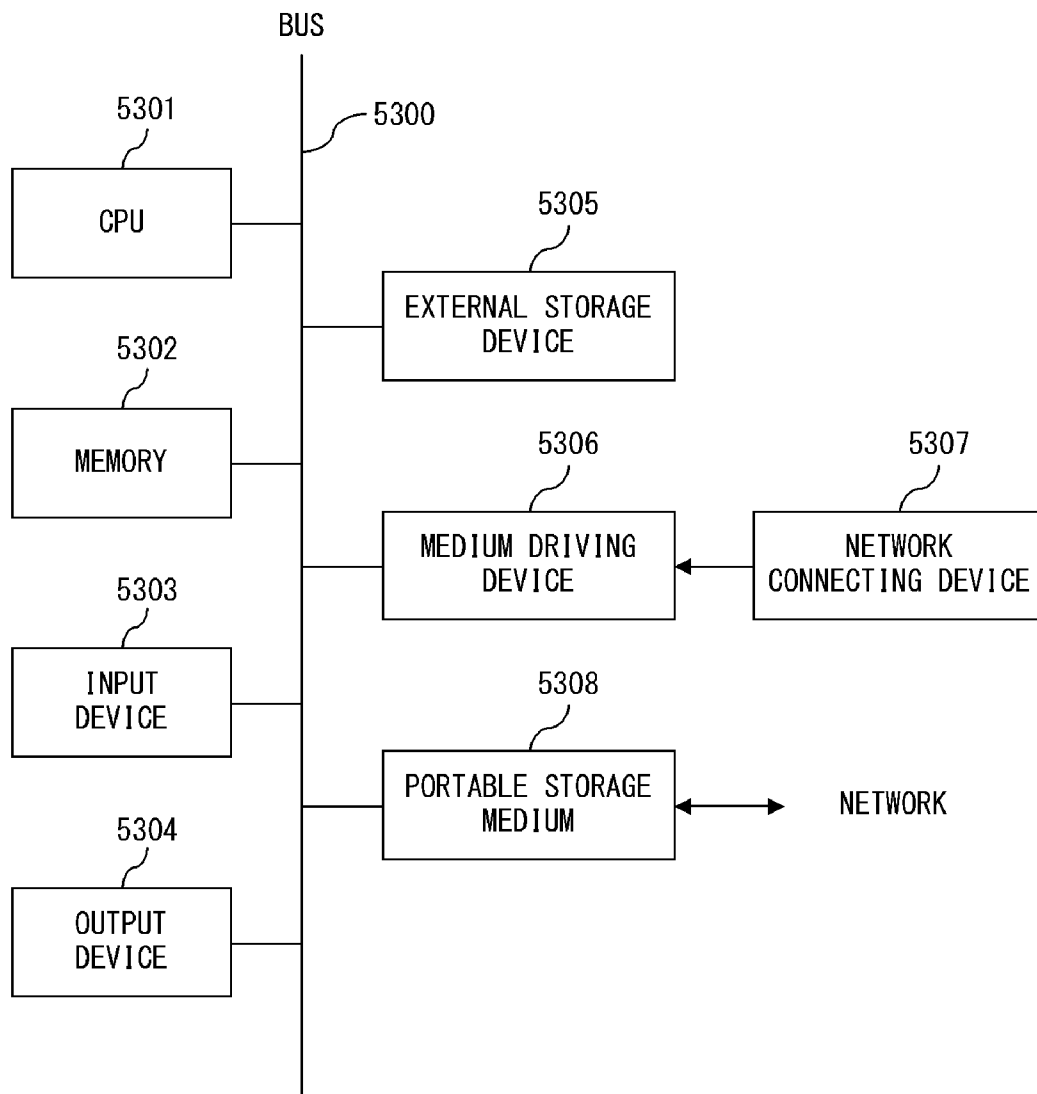 BUS
5300
5301
CPU
5305
EXTERNAL STORAGE
DEVICE
5302
MEMORY
5306
MEDIUM DRIVING
DEVICE
5307
NETWORK
CONNECTING DEVICE
5303
INPUT
DEVICE
5308
PORTABLE STORAGE
MEDIUM
NETWORK
5304
OUTPUT
DEVICE